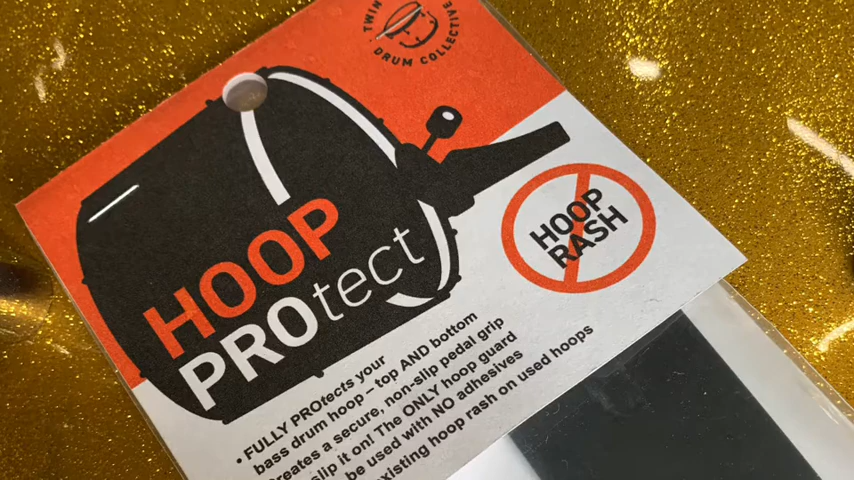 TWIN
DRUM COLLECTIVE
HOOP
PROtect
HOOP
RASH
• FULLY PROtects your
bass drum hoop – top AND bottom
reates a secure, non-slip pedal grip
slip it on! The ONLY hoop guard
be used with NO adhesives
xisting hoop rash on used hoops